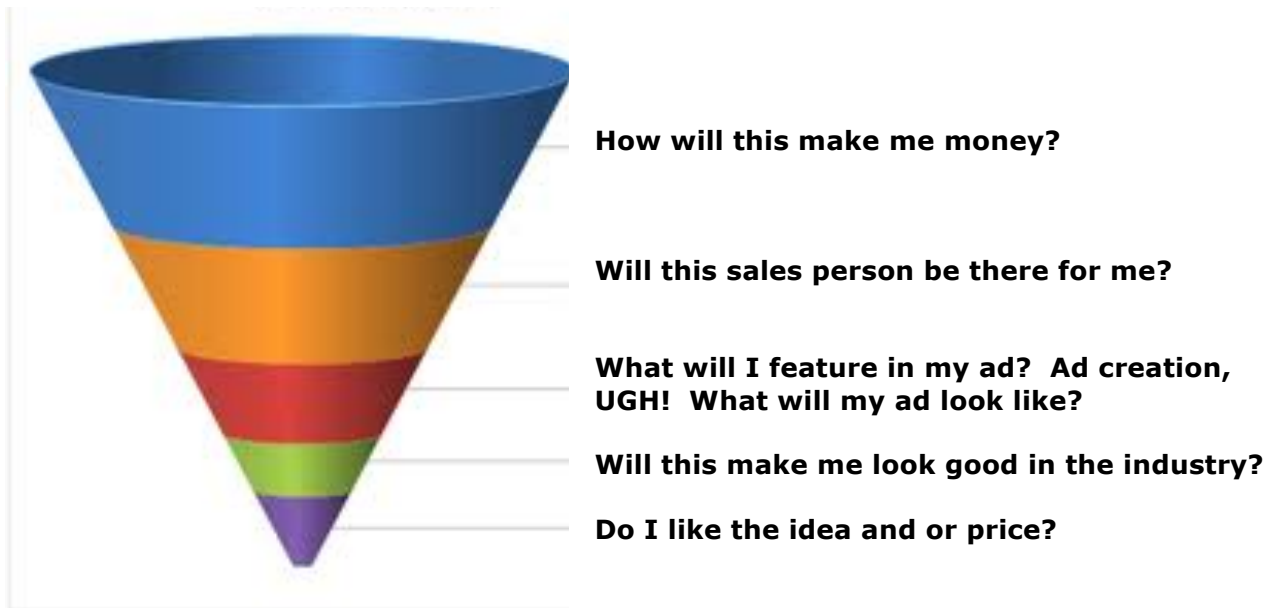 How will this make me money?
Will this sales person be there for me?
What will I feature in my ad?  Ad creation,
UGH!  What will my ad look like?
Will this make me look good in the industry?
Do I like the idea and or price?